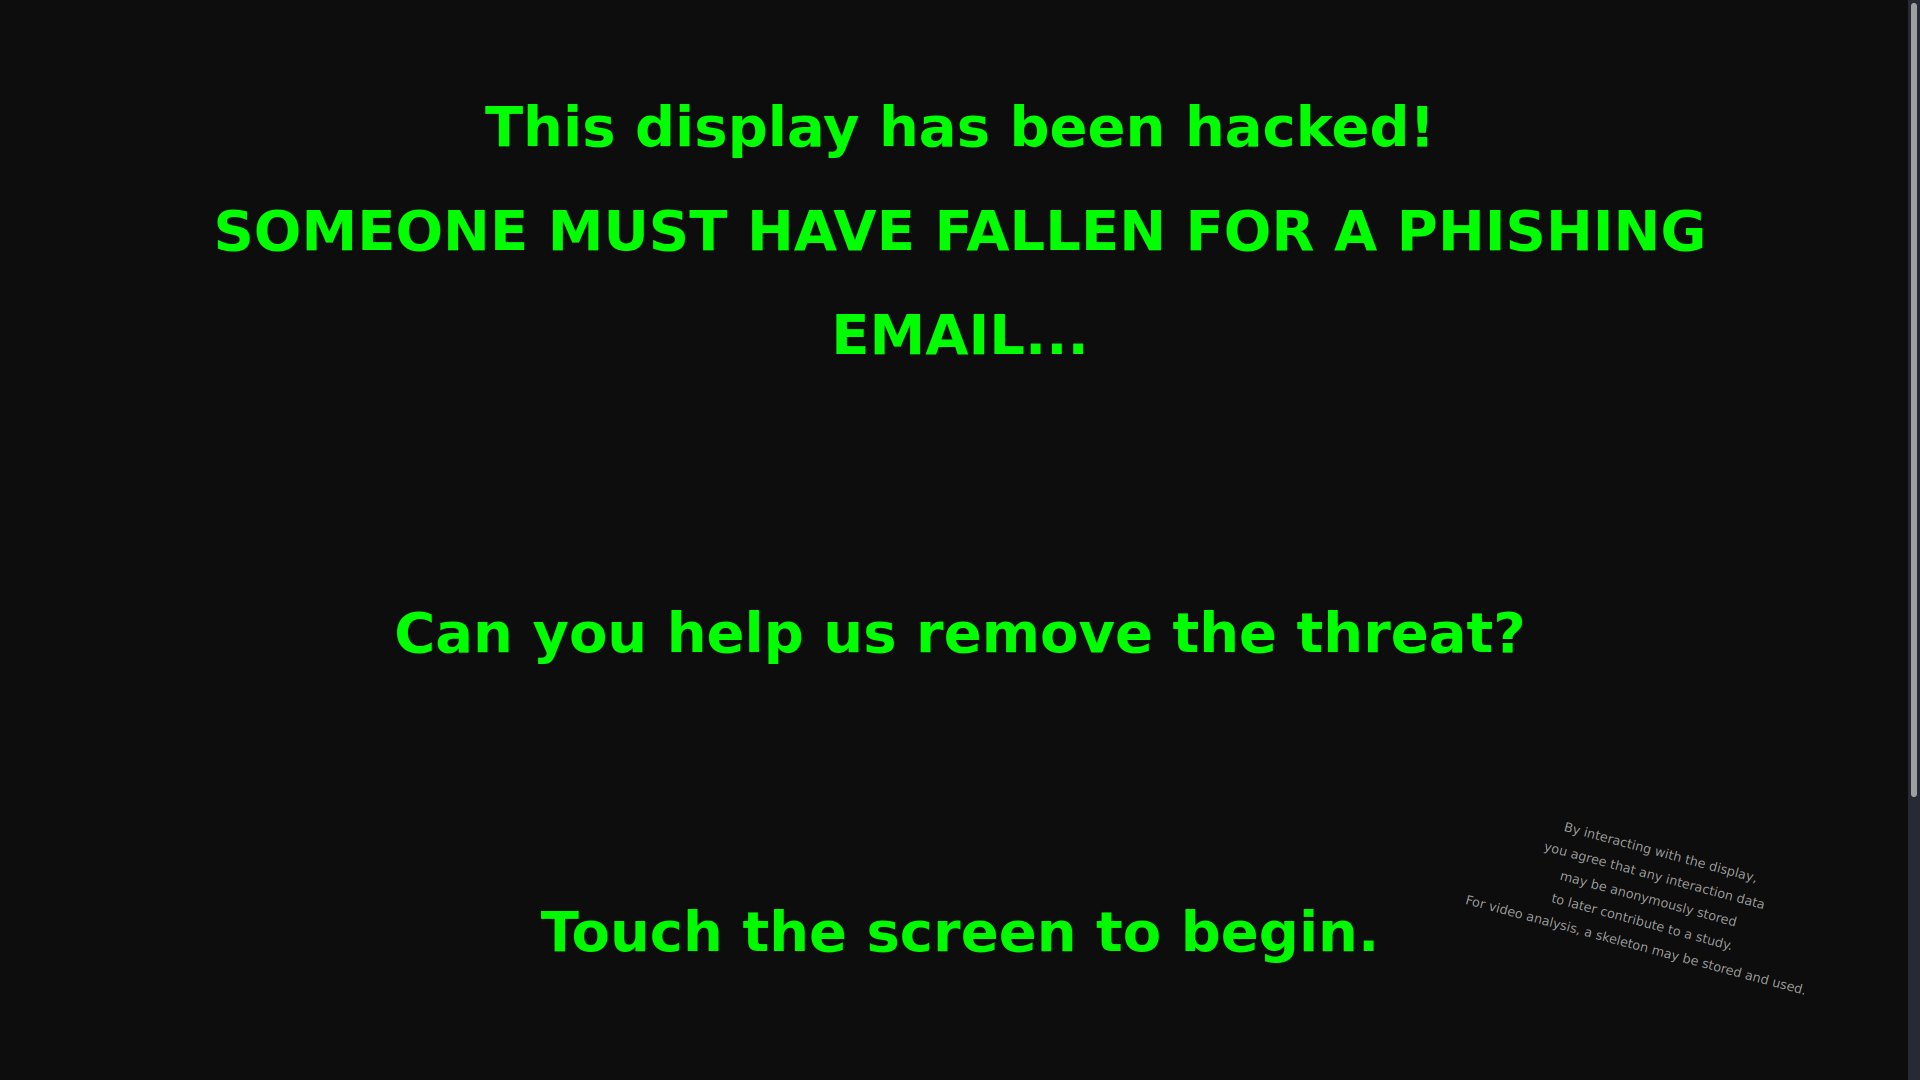 This display has been hacked!
SOMEONE MUST HAVE FALLEN FOR A PHISHING
EMAIL...
Can you help us remove the threat?
Touch the screen to begin.
By interacting with the display,
you agree that any interaction data
may be anonymously stored
to later contribute to a study.
For video analysis, a skeleton may be stored and used.